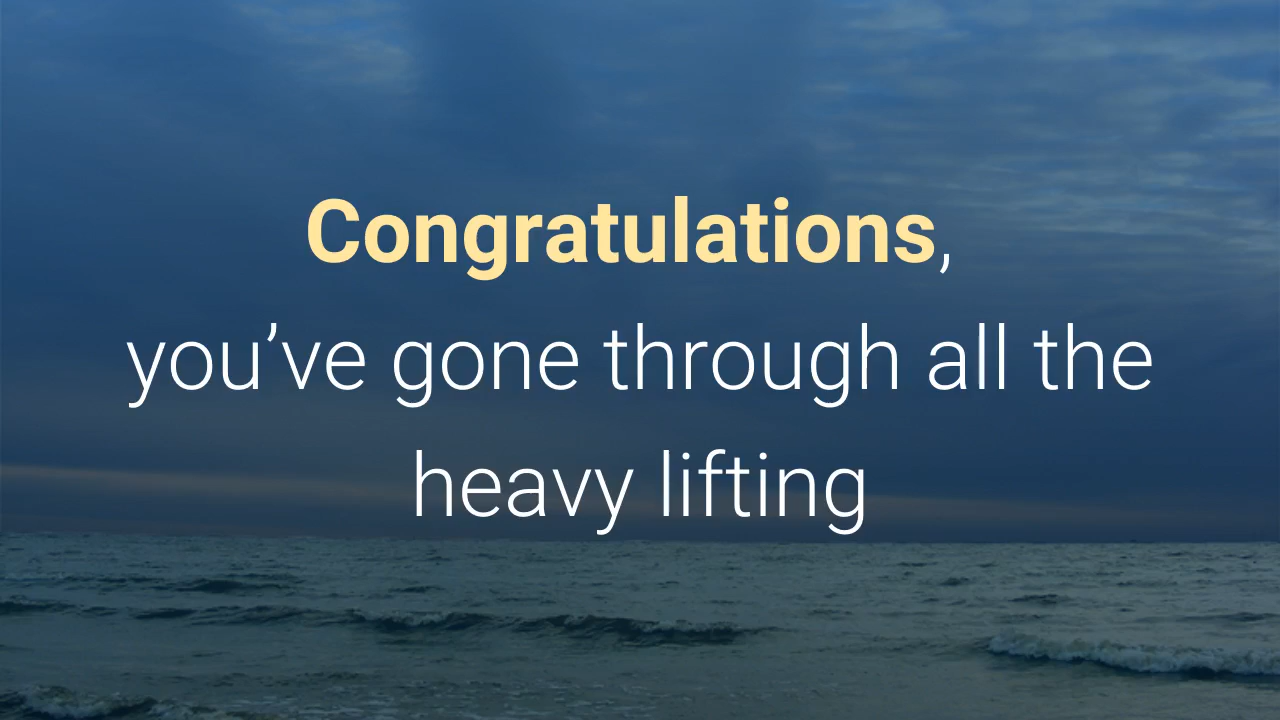 Congratulations,
you’ve gone through all the
heavy lifting